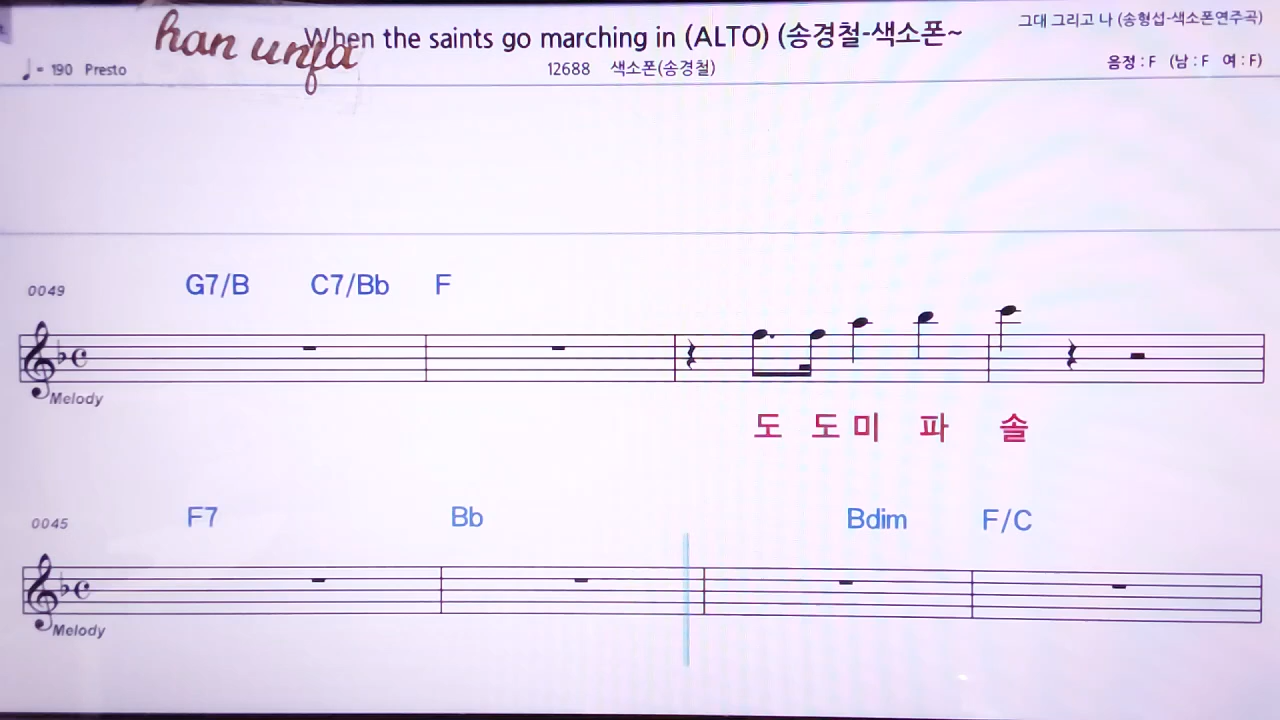 han unfa
When the saints go marching in (ALTO) (송경철-색소폰~
그대 그리고 나 (송형섭-색소폰연주곡)
♩= 190 Presto
12688 색소폰(송경철)
음정 : F (남 : F 여 : F)
0049 G7/B C7/Bb F
Melody
도 도 미 파 솔
0045 F7 Bb Bdim F/C
Melody